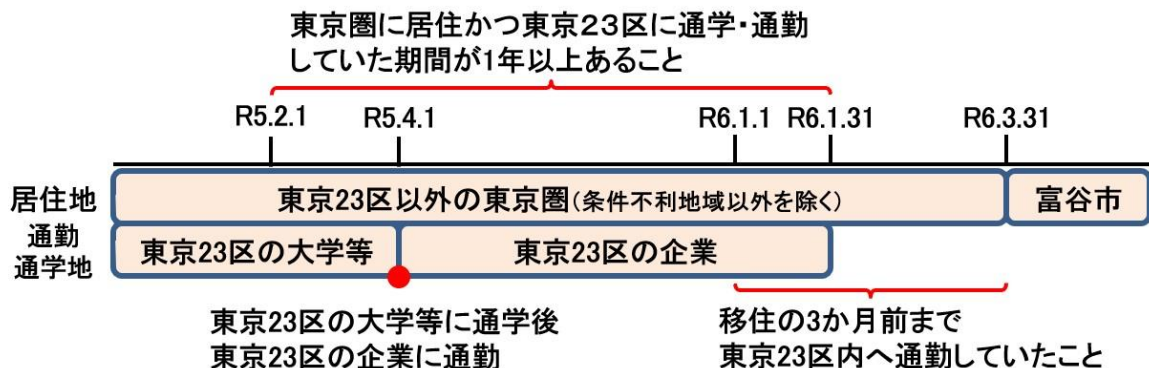 東京圏に居住かつ東京23区に通学・通勤
していた期間が1年以上あること
R5.2.1 R5.4.1 R6.1.1 R6.1.31 R6.3.31
居住地 東京23区以外の東京圏(条件不利地域以外を除く) 富谷市
通勤
通学地 東京23区の大学等 東京23区の企業
東京23区の大学等に通学後
東京23区の企業に通勤
移住の3か月前まで
東京23区内へ通勤していたこと